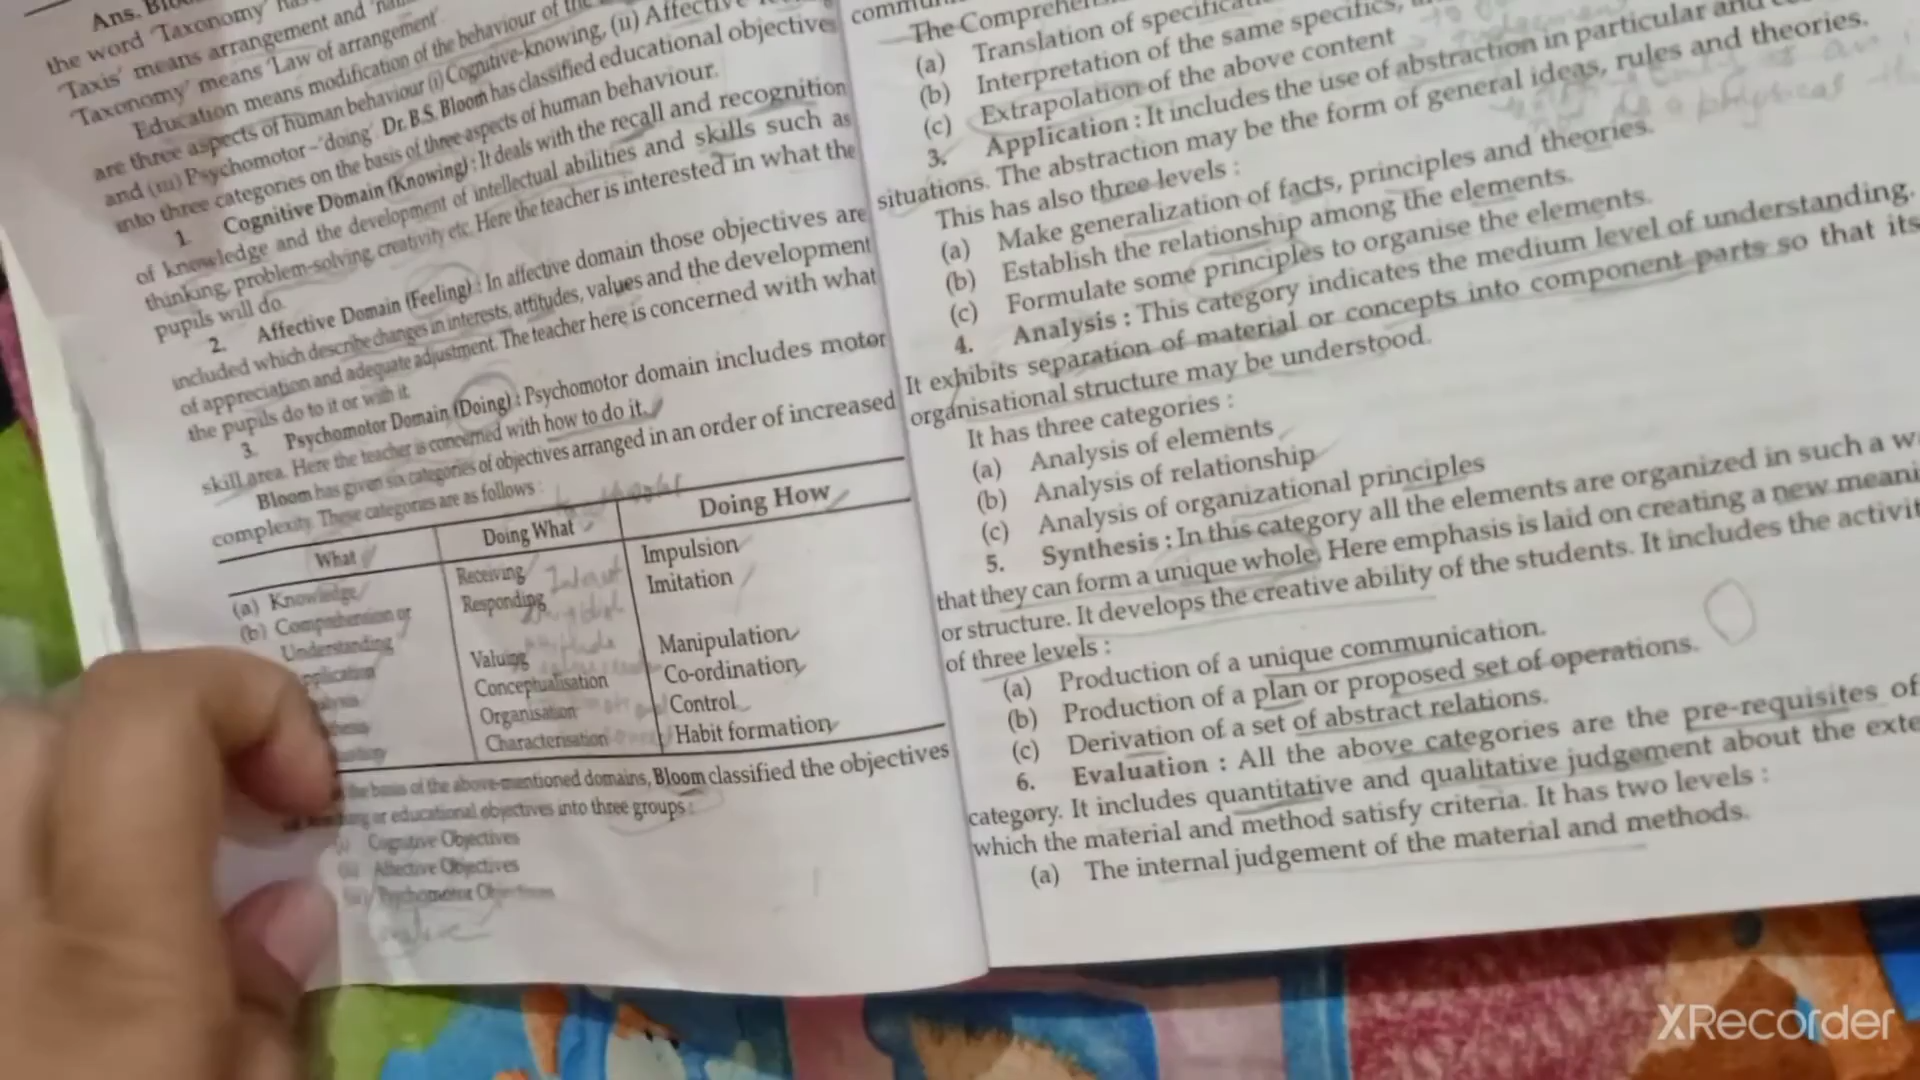 Ans.
the word 'Taxonomy'
'Taxis' means arrangement and
'Taxonomy' means 'Law of arrangement'.
Education means modification of the behaviour of the
are three aspects of human behaviour (i) Cognitive-knowing, (ii) Affective
and (iii) Psychomotor – 'doing'. Dr. B.S. Bloom has classified educational objective
into three categories on the basis of three aspects of human behaviour.
1. Cognitive Domain (Knowing) : It deals with the recall and recognition
of knowledge and the development of intellectual abilities and skills such as
thinking, problem-solving, creativity etc. Here the teacher is interested in what the
pupils will do.
2. Affective Domain (Feeling) : In affective domain those objectives are
included which describe changes in interests, attitudes, values and the development
of appreciation and adequate adjustment. The teacher here is concerned with what
the pupils do to it or with it.
3. Psychomotor Domain (Doing) : Psychomotor domain includes motor
skill area. Here the teacher is concerned with how to do it.
Bloom has given six categories of objectives arranged in an order of increased
complexity. These categories are as follows :
What Doing What Doing How
(a) Knowledge Receiving Impulsion
(b) Comprehension or Responding Imitation
Understanding
Valuing Manipulation
Conceptualisation Co-ordination
Organisation Control
Characterisation Habit formation
the basis of the above-mentioned domains, Bloom classified the objectives
or educational objectives into three groups :
(i) Cognitive Objectives
(ii) Affective Objectives
(iii) Psychomotor Objectives
The
(a) Translation of
(b) Interpretation of the same specifics,
(c) Extrapolation of the above content
3. Application : It includes the use of abstraction in particular and
situations. The abstraction may be the form of general ideas, rules and theories.
This has also three levels :
(a) Make generalization of facts, principles and theories.
(b) Establish the relationship among the elements.
(c) Formulate some principles to organise the elements.
4. Analysis : This category indicates the medium level of understanding.
It exhibits separation of material or concepts into component parts so that its
organisational structure may be understood.
It has three categories :
(a) Analysis of elements
(b) Analysis of relationship
(c) Analysis of organizational principles
5. Synthesis : In this category all the elements are organized in such a
that they can form a unique whole. Here emphasis is laid on creating a new
or structure. It develops the creative ability of the students. It includes the
of three levels :
(a) Production of a unique communication.
(b) Production of a plan or proposed set of operations.
(c) Derivation of a set of abstract relations.
6. Evaluation : All the above categories are the pre-requisites of
category. It includes quantitative and qualitative judgement about the
which the material and method satisfy criteria. It has two levels :
(a) The internal judgement of the material and methods.
XRecorder